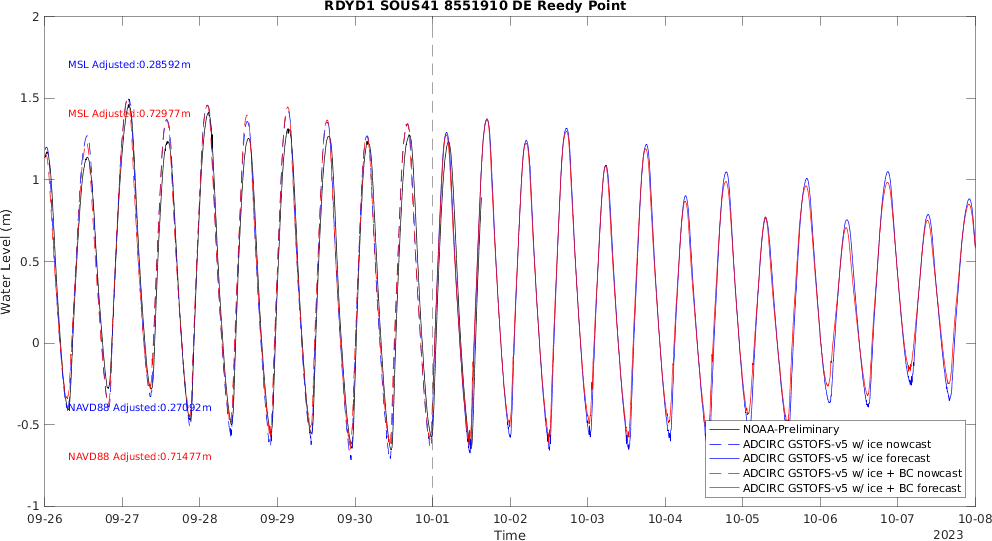 RDYD1 SOUS41 8551910 DE Reedy Point
2
1.5
1
0.5
0
-0.5
-1
Water Level (m)
MSL Adjusted:0.28592m
MSL Adjusted:0.72977m
NAVD88 Adjusted:0.27092m
NAVD88 Adjusted:0.71477m
NOAA-Preliminary
ADCIRC GSTOFS-v5 w/ ice nowcast
ADCIRC GSTOFS-v5 w/ ice forecast
ADCIRC GSTOFS-v5 w/ ice + BC nowcast
ADCIRC GSTOFS-v5 w/ ice + BC forecast
09-26 09-27 09-28 09-29 09-30 10-01 10-02 10-03 10-04 10-05 10-06 10-07 10-08
Time
2023